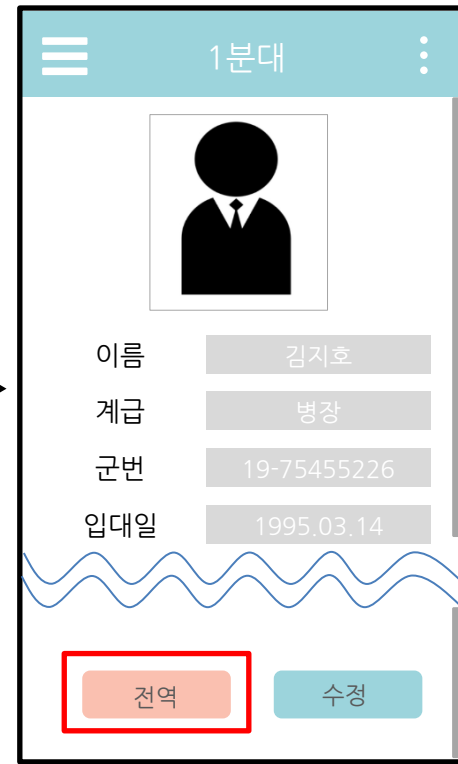 1분대
이름 김지호
계급 병장
군번 19-75455226
입대일 1995.03.14
전역 수정